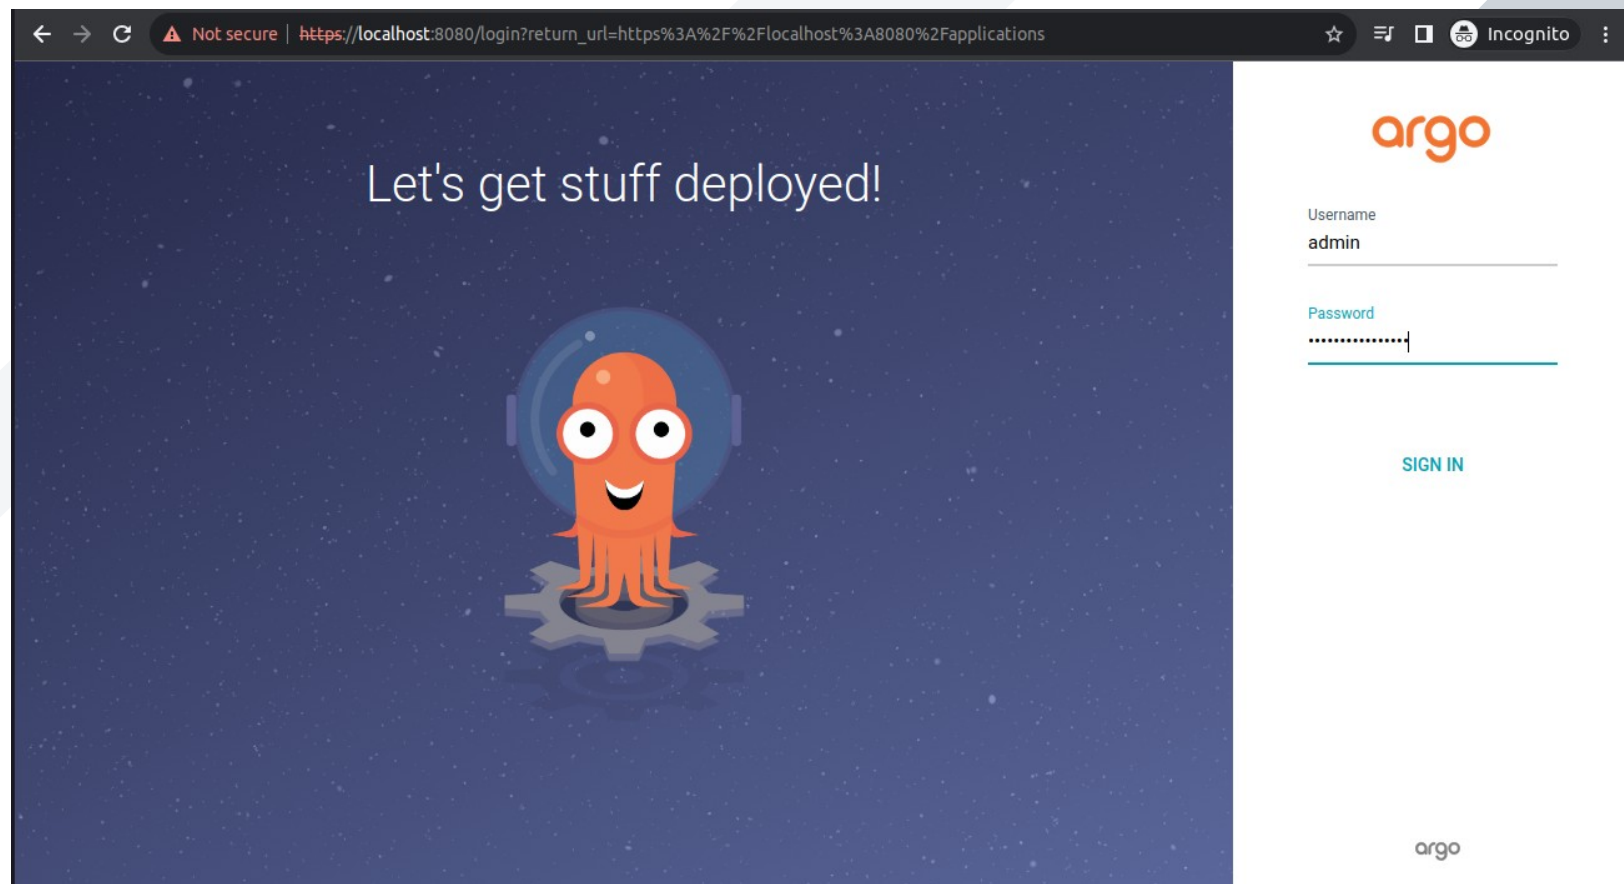 Not secure | https://localhost:8080/login?return_url=https%3A%2F%2Flocalhost%3A8080%2Fapplications
Incognito
Let's get stuff deployed!
argo
Username
admin
Password
••••••••••••••••
SIGN IN
argo